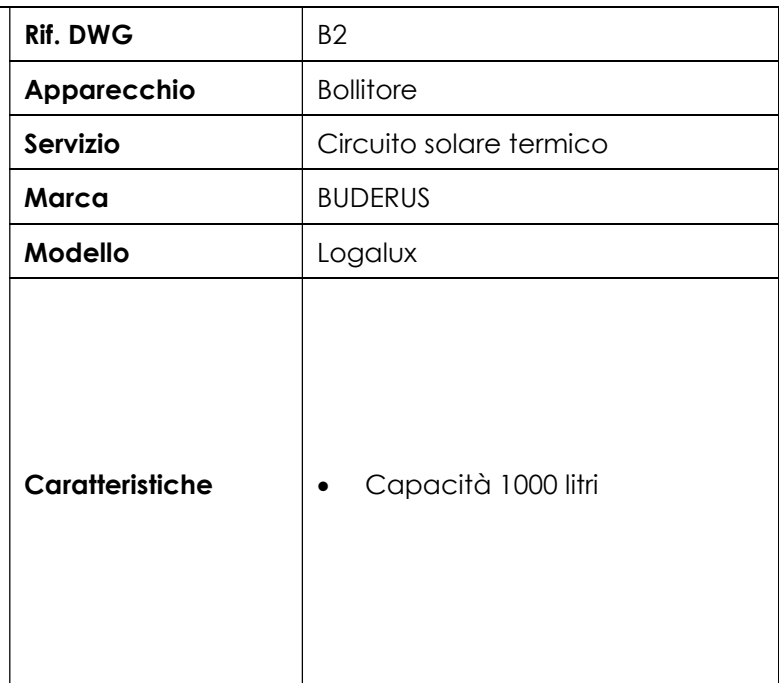 Rif. DWG B2
Apparecchio Bollitore
Servizio Circuito solare termico
Marca BUDERUS
Modello Logalux
Caratteristiche • Capacità 1000 litri